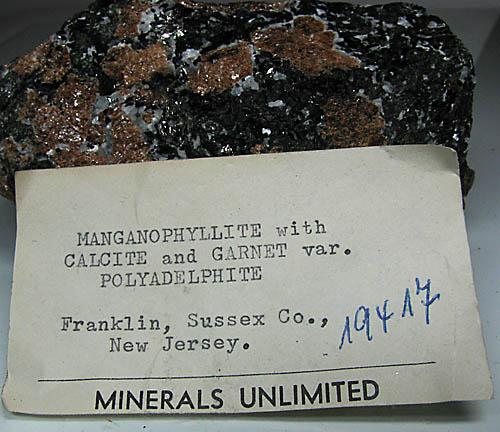 MANGANOPHYLLITE with
CALCITE and GARNET var.
POLYADELPHITE
Franklin, Sussex Co.,
New Jersey.
19417
MINERALS UNLIMITED